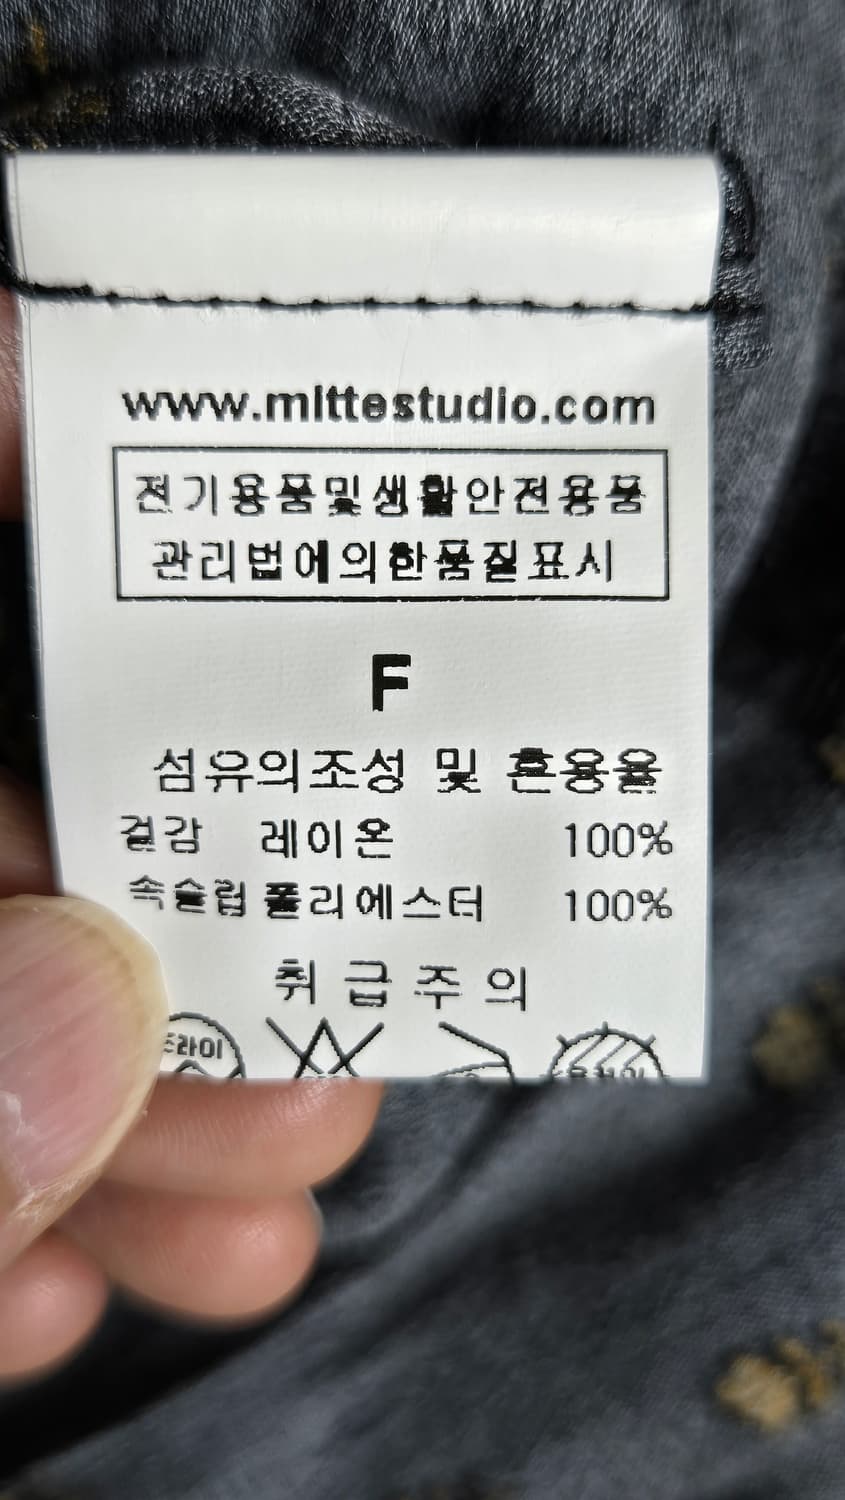 www.mittestudio.com
전기용품및생활안전용품
관리법에의한품질표시
F
섬유의조성 및 혼용율
겉감 레이온 100%
속슬립 폴리에스터 100%
취급주의